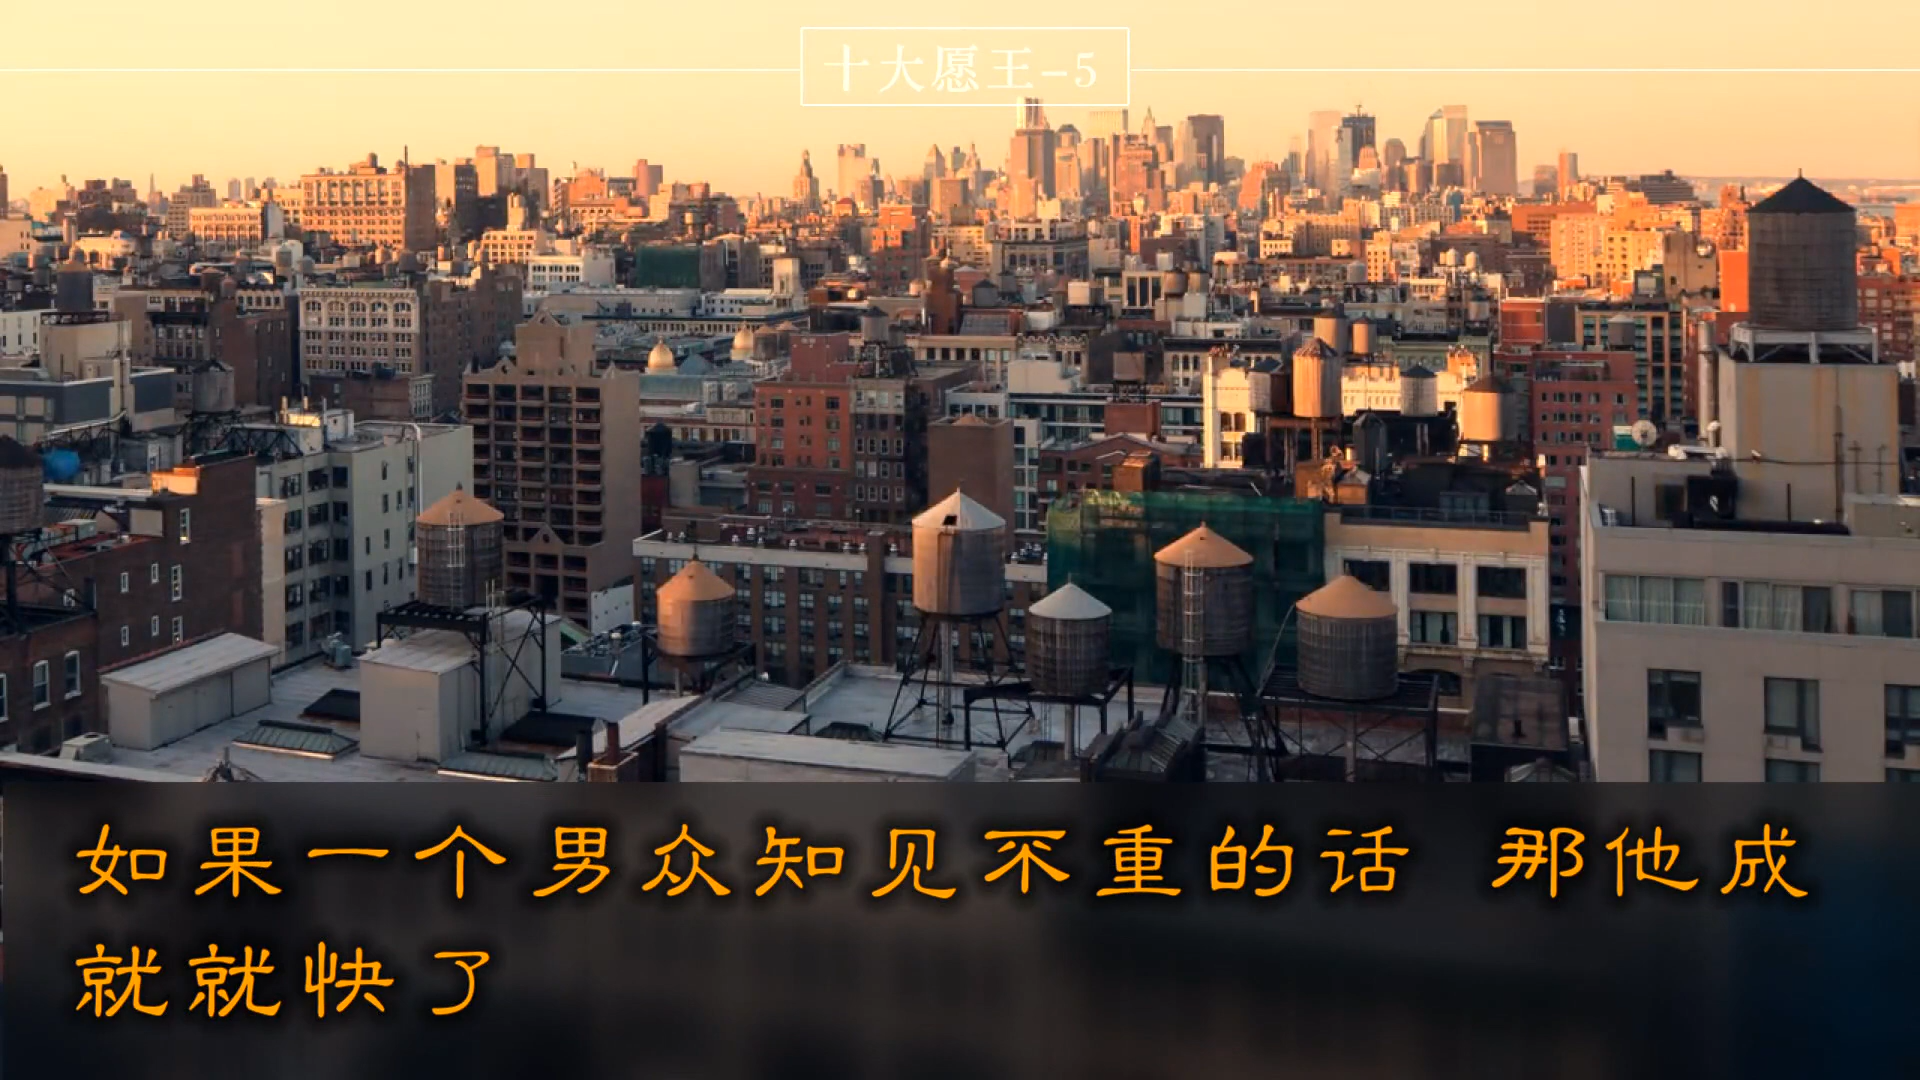 十大愿王–5
如果一个男众知见不重的话 那他成
就就快了